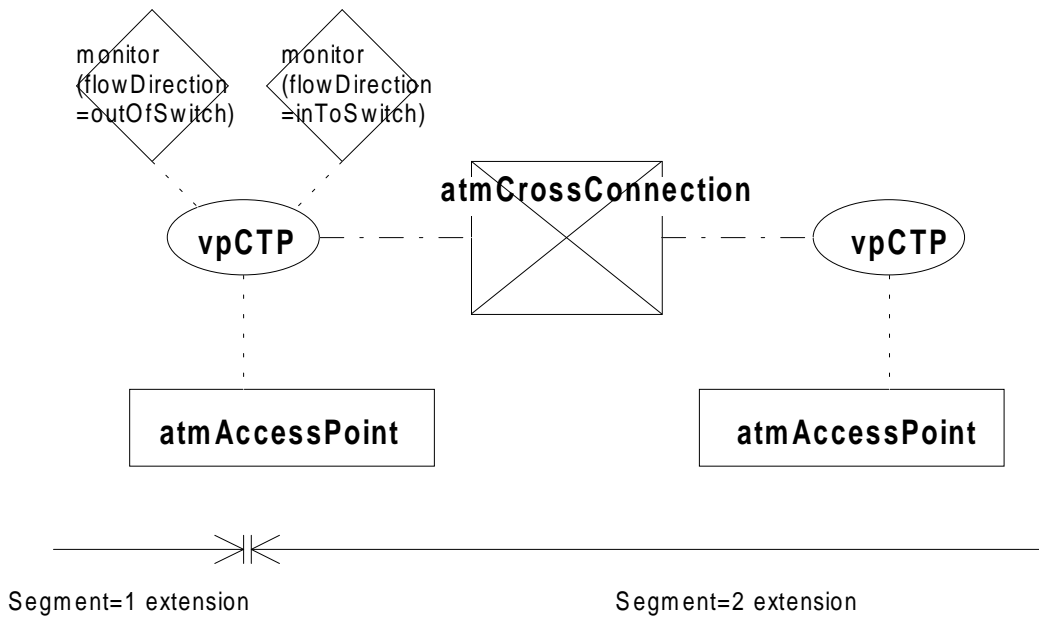 monitor
(flowDirection
=outOfSwitch)
monitor
(flowDirection
=inToSwitch)
atmCrossConnection
vpCTP
vpCTP
atmAccessPoint
atmAccessPoint
Segment=1 extension
Segment=2 extension